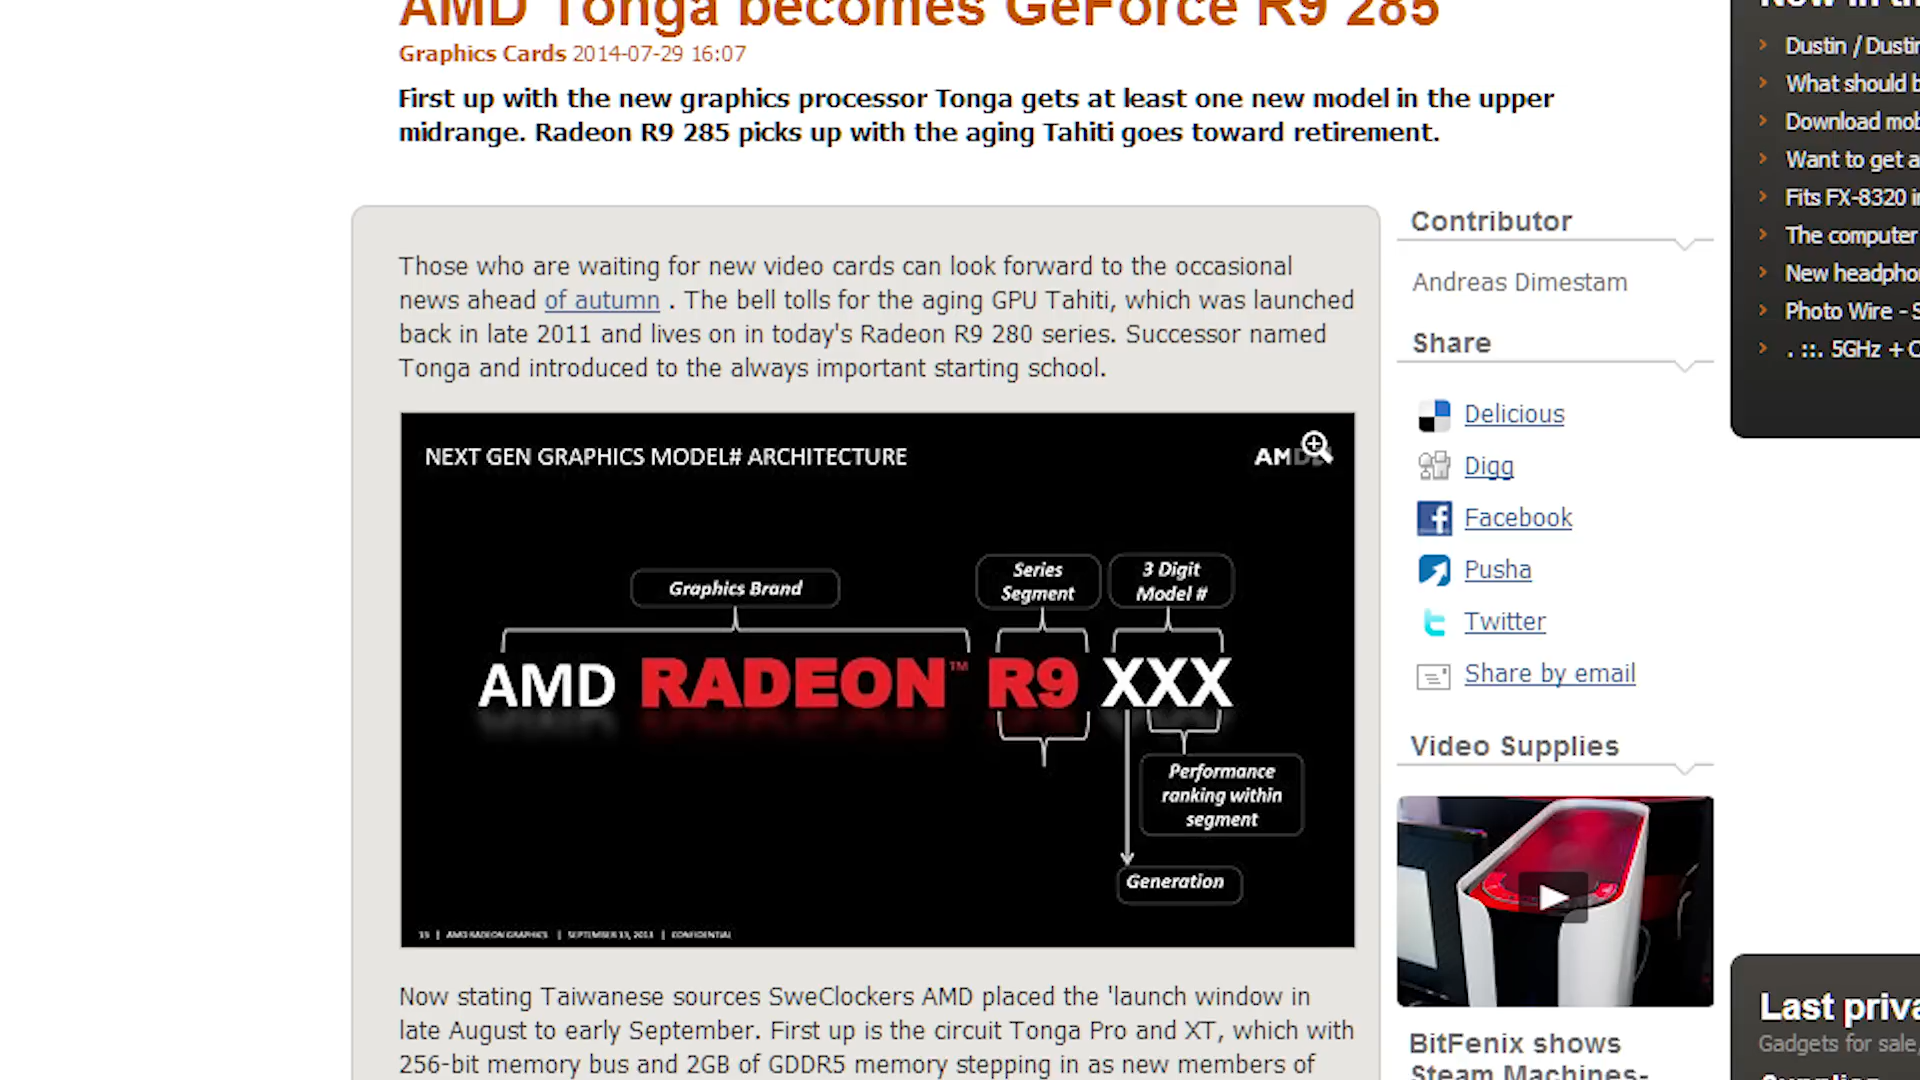 AMD Tonga becomes GeForce R9 285
Graphics Cards 2014-07-29 16:07
First up with the new graphics processor Tonga gets at least one new model in the upper
midrange. Radeon R9 285 picks up with the aging Tahiti goes toward retirement.
Those who are waiting for new video cards can look forward to the occasional
news ahead of autumn . The bell tolls for the aging GPU Tahiti, which was launched
back in late 2011 and lives on in today's Radeon R9 280 series. Successor named
Tonga and introduced to the always important starting school.
NEXT GEN GRAPHICS MODEL# ARCHITECTURE
AMD
Graphics Brand
Series
Segment
3 Digit
Model #
AMD RADEON™ R9 XXX
Performance
ranking within
segment
Generation
15 | AMD RADEON GRAPHICS | SEPTEMBER 13, 2013 | CONFIDENTIAL
Now stating Taiwanese sources SweClockers AMD placed the 'launch window in
late August to early September. First up is the circuit Tonga Pro and XT, which with
256-bit memory bus and 2GB of GDDR5 memory stepping in as new members of
Contributor
Andreas Dimestam
Share
Delicious
Digg
Facebook
Pusha
Twitter
Share by email
Video Supplies
BitFenix shows
Steam Machines-
Dustin / Dustin
What should b
Download mob
Want to get a
Fits FX-8320 i
The computer
New headphon
Photo Wire - S
. ::. 5GHz + C
Last priva
Gadgets for sale,